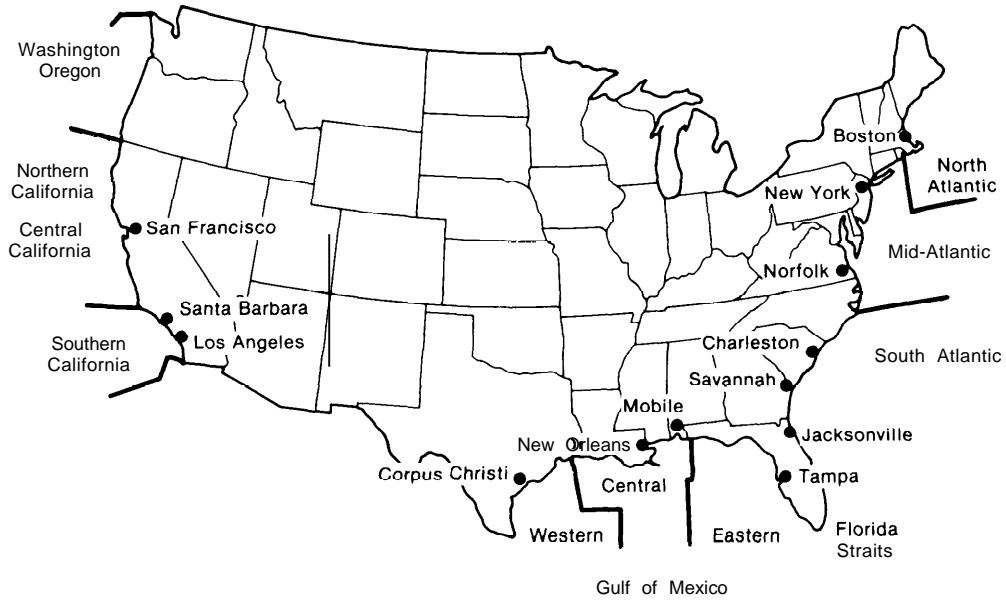 Washington
Oregon
Boston
Northern
California
North
Atlantic
New York
Central
California
San Francisco
Mid-Atlantic
Norfolk
Santa Barbara
Los Angeles
Southern
California
Charleston
South Atlantic
Savannah
Mobile
Jacksonville
New Orleans
Corpus Christi
Tampa
Central
Western
Eastern
Florida
Straits
Gulf of Mexico